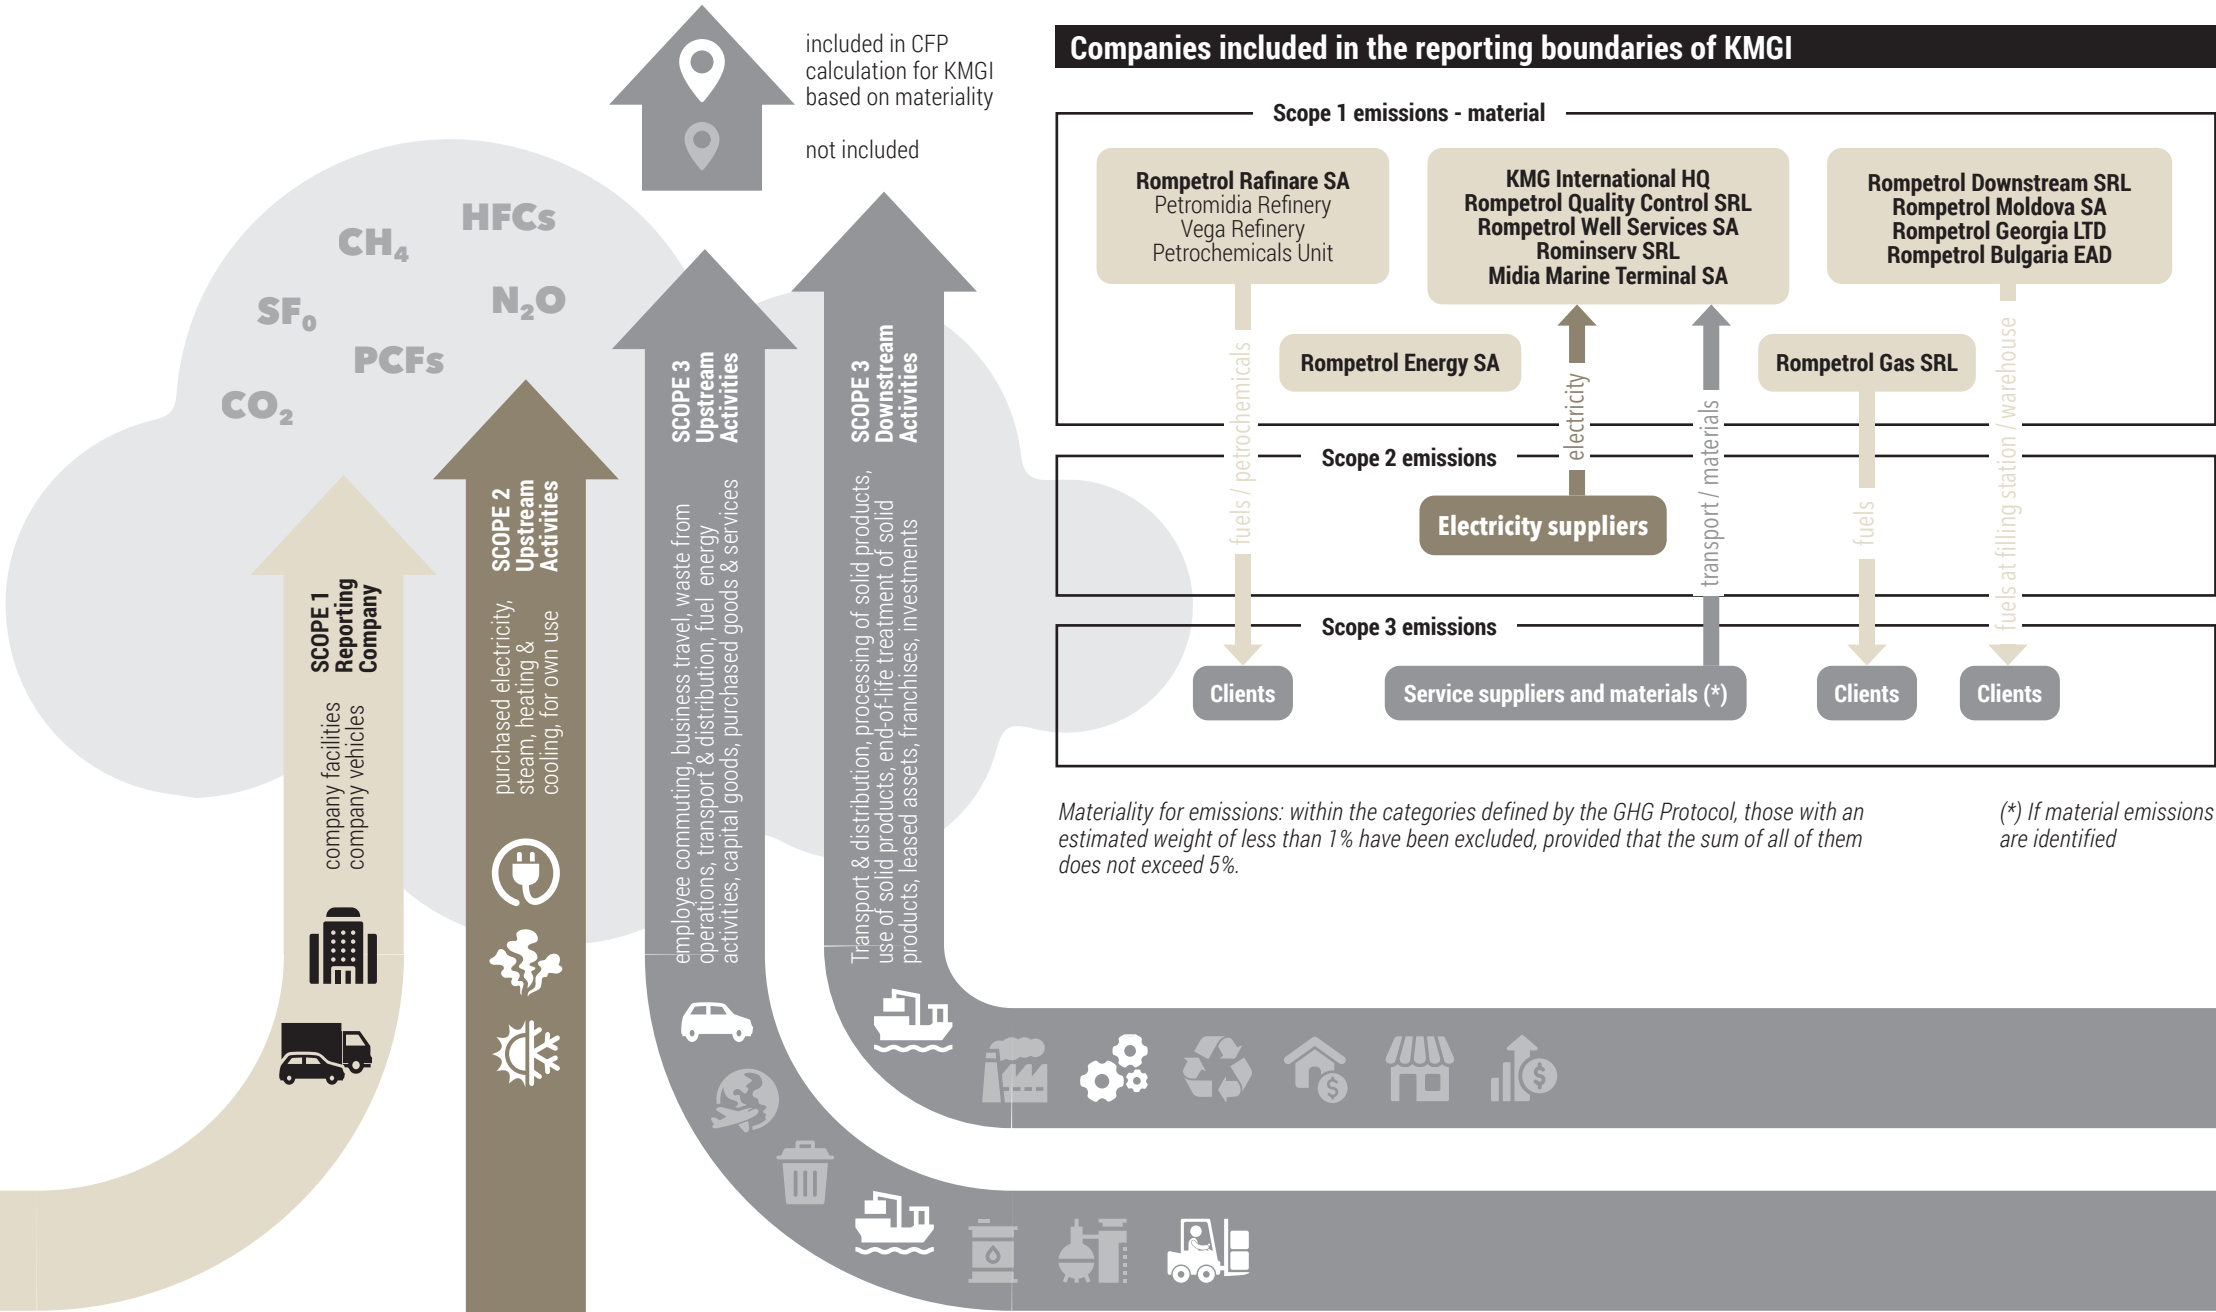 included in CFP
calculation for KMGI
based on materiality
not included
CH4
HFCs
SF0
N2O
PCFs
CO2
SCOPE 1
Reporting
Company
company facilities
company vehicles
SCOPE 2
Upstream
Activities
purchased electricity,
steam, heating &
cooling, for own use
SCOPE 3
Upstream
Activities
employee commuting, business travel, waste from
operations, transport & distribution, fuel energy
activities, capital goods, purchased goods & services
SCOPE 3
Downstream
Activities
Transport & distribution, processing of solid products,
use of solid products, end-of-life treatment of solid
products, leased assets, franchises, investments
Companies included in the reporting boundaries of KMGI
Scope 1 emissions - material
Rompetrol Rafinare SA
Petromidia Refinery
Vega Refinery
Petrochemicals Unit
KMG International HQ
Rompetrol Quality Control SRL
Rompetrol Well Services SA
Rominserv SRL
Midia Marine Terminal SA
Rompetrol Downstream SRL
Rompetrol Moldova SA
Rompetrol Georgia LTD
Rompetrol Bulgaria EAD
Rompetrol Energy SA
Rompetrol Gas SRL
fuels / petrochemicals
electricity
transport / materials
fuels
fuels at filling station / warehouse
Scope 2 emissions
Electricity suppliers
Scope 3 emissions
Clients
Service suppliers and materials (*)
Clients
Clients
Materiality for emissions: within the categories defined by the GHG Protocol, those with an
estimated weight of less than 1% have been excluded, provided that the sum of all of them
does not exceed 5%.
(*) If material emissions
are identified